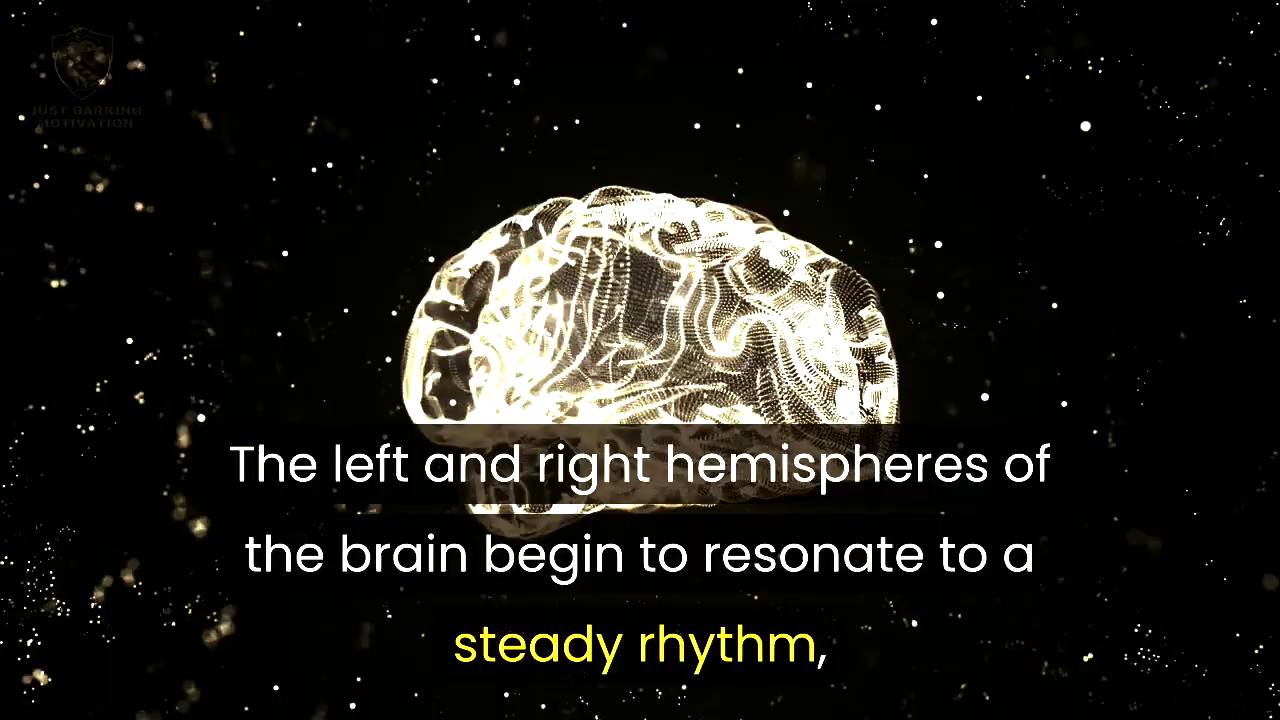 JUST BARKING
MOTIVATION
The left and right hemispheres of
the brain begin to resonate to a
steady rhythm,